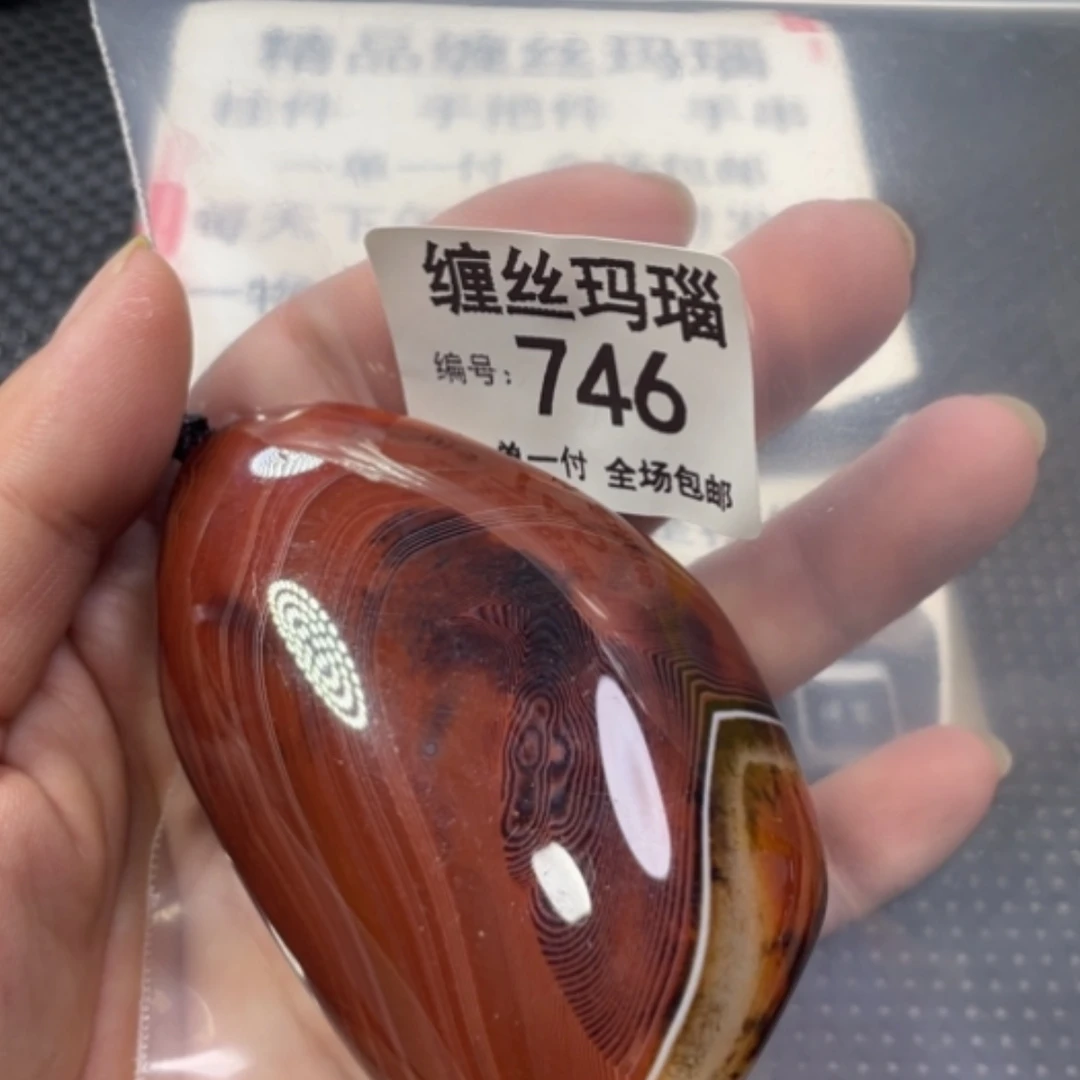 精品缠丝玛瑙
挂件 手把件 手串
缠丝玛瑙
编号：746
单一付 全场包邮